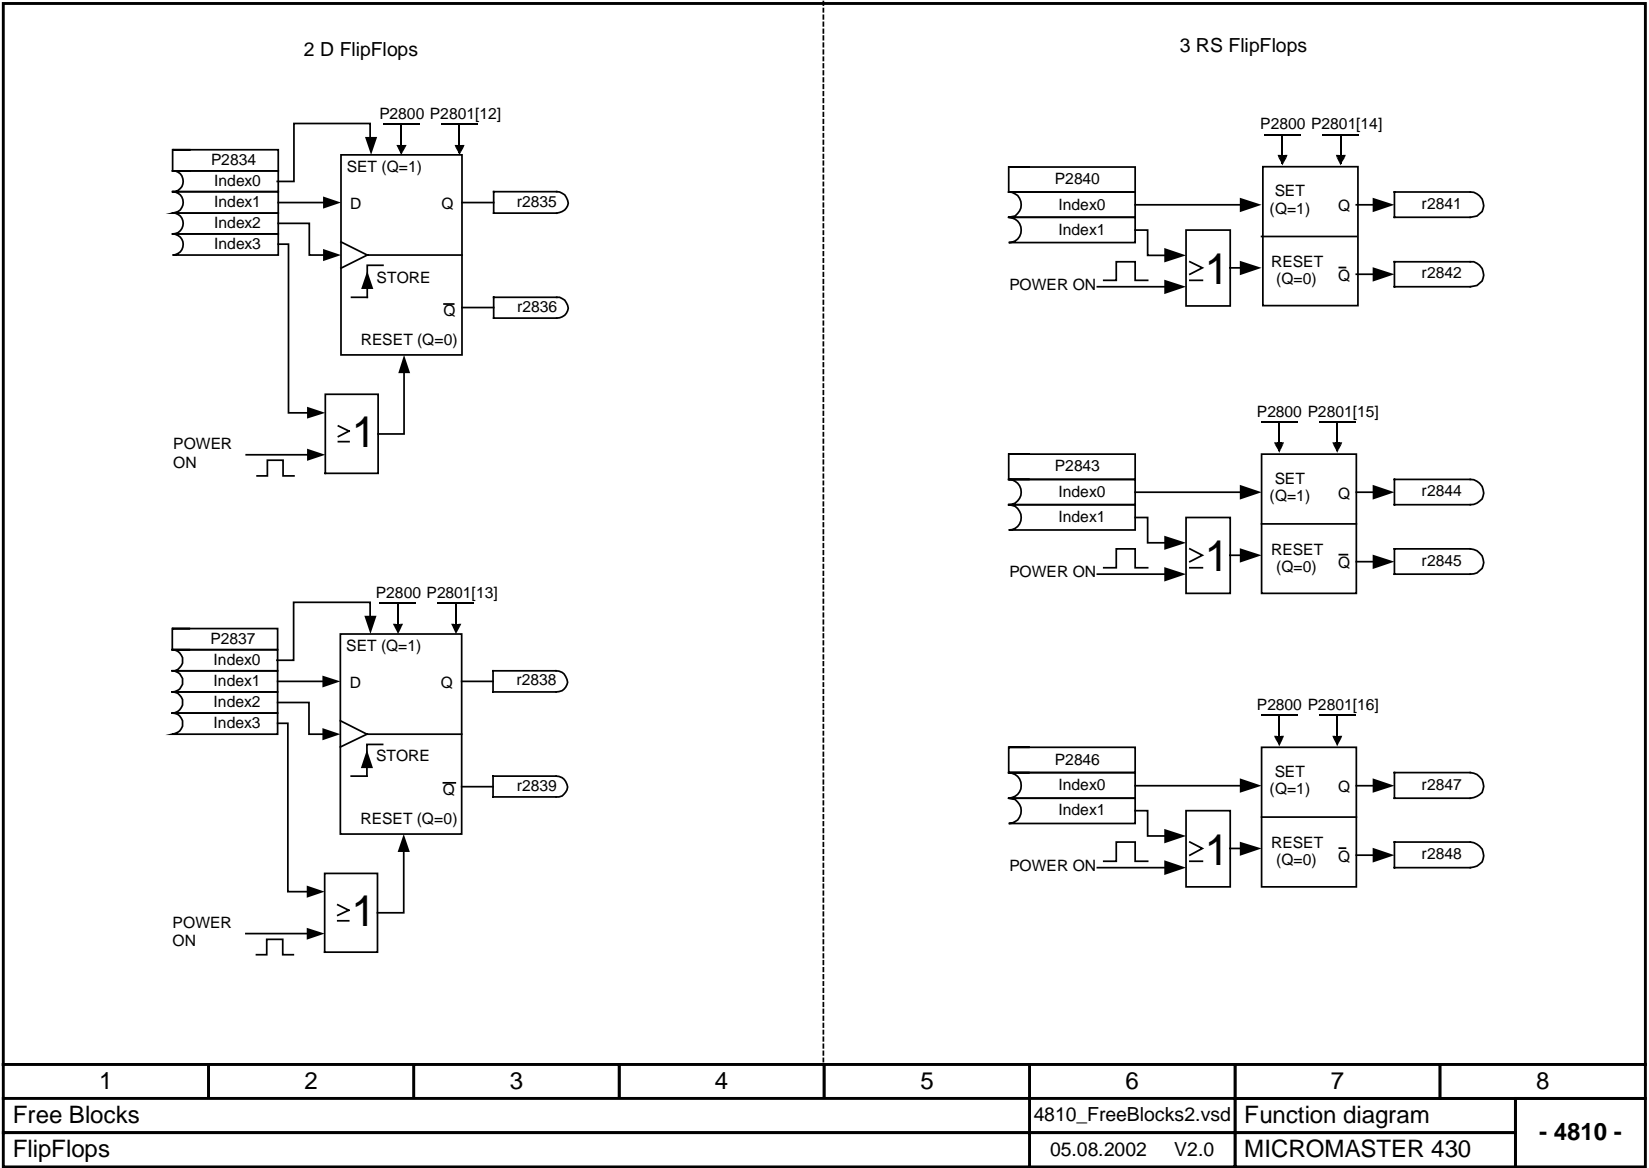 2 D FlipFlops
P2800 P2801[12]
P2834
Index0
Index1
Index2
Index3
SET (Q=1)
D Q
STORE
Q̅
RESET (Q=0)
r2835
r2836
≥1
POWER
ON
P2800 P2801[13]
P2837
Index0
Index1
Index2
Index3
SET (Q=1)
D Q
STORE
Q̅
RESET (Q=0)
r2838
r2839
≥1
POWER
ON
3 RS FlipFlops
P2800 P2801[14]
P2840
Index0
Index1
POWER ON
≥1
SET
(Q=1) Q
RESET
(Q=0) Q̅
r2841
r2842
P2800 P2801[15]
P2843
Index0
Index1
POWER ON
≥1
SET
(Q=1) Q
RESET
(Q=0) Q̅
r2844
r2845
P2800 P2801[16]
P2846
Index0
Index1
POWER ON
≥1
SET
(Q=1) Q
RESET
(Q=0) Q̅
r2847
r2848
1 2 3 4 5 6 7 8
Free Blocks 4810_FreeBlocks2.vsd Function diagram
- 4810 -
FlipFlops 05.08.2002 V2.0 MICROMASTER 430